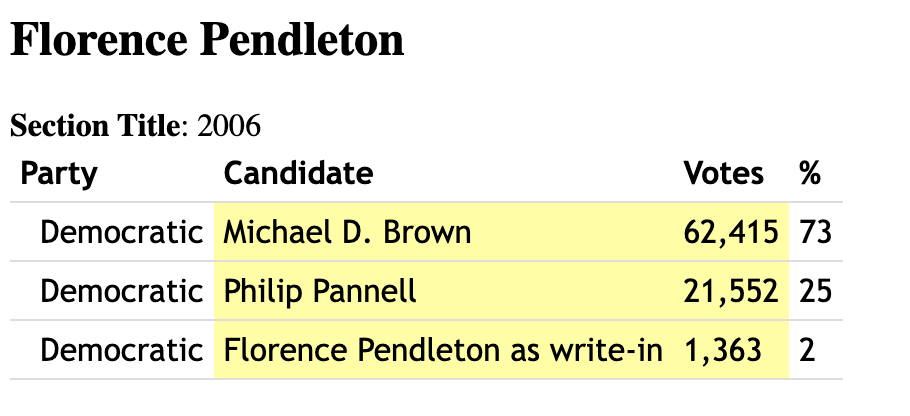 Florence Pendleton
Section Title: 2006
Party Candidate Votes %
Democratic Michael D. Brown 62,415 73
Democratic Philip Pannell 21,552 25
Democratic Florence Pendleton as write-in 1,363 2